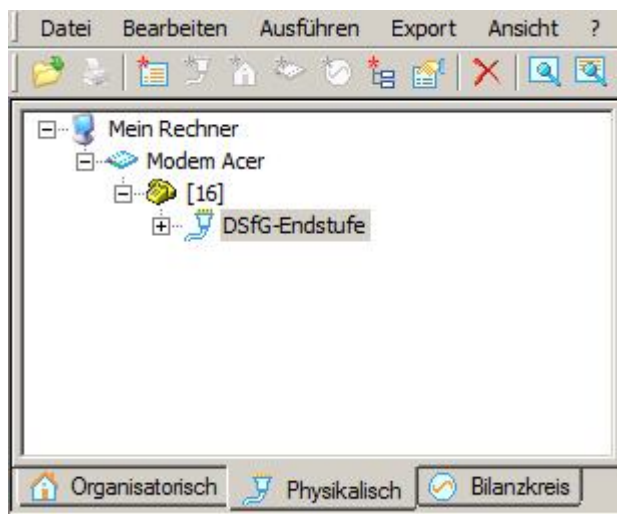 Datei Bearbeiten Ausführen Export Ansicht ?
Mein Rechner
Modem Acer
[16]
DSfG-Endstufe
Organisatorisch Physikalisch Bilanzkreis